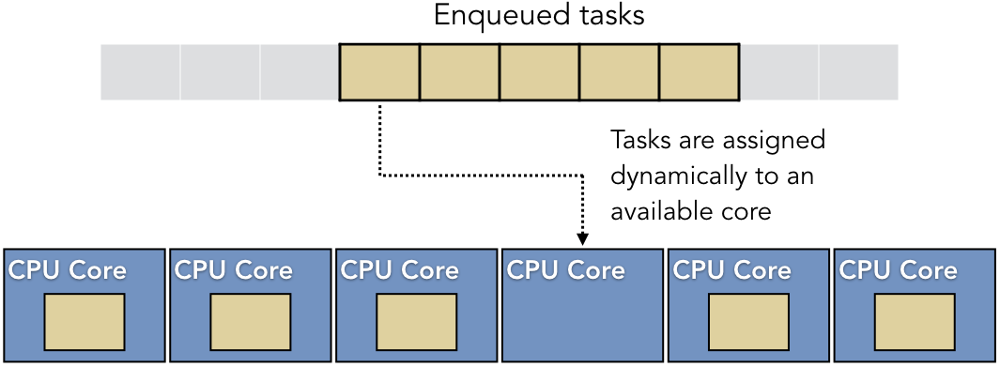 Enqueued tasks
Tasks are assigned
dynamically to an
available core
CPU Core
CPU Core
CPU Core
CPU Core
CPU Core
CPU Core